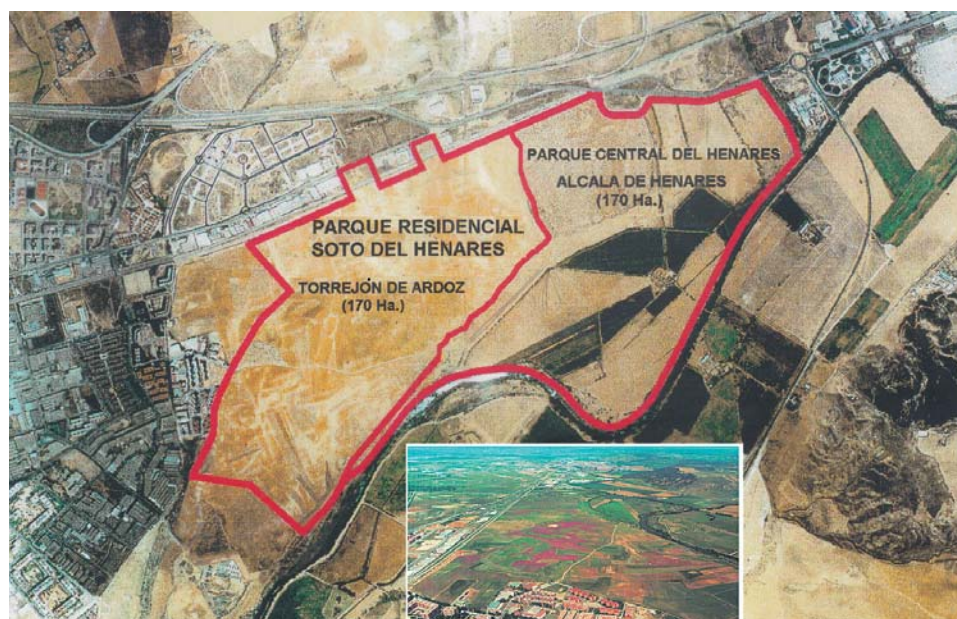 PARQUE CENTRAL DEL HENARES
ALCALA DE HENARES
(170 Ha.)
PARQUE RESIDENCIAL
SOTO DEL HENARES
TORREJÓN DE ARDOZ
(170 Ha.)